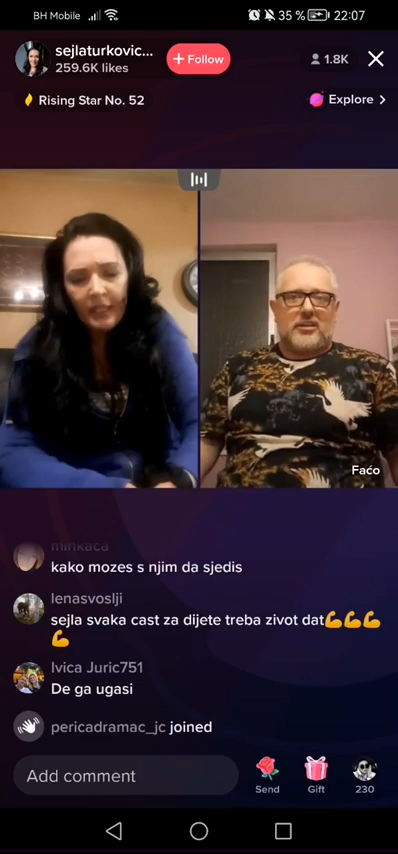 BH Mobile 35 % 22:07
sejlaturkovic...
259.6K likes
+ Follow
1.8K
Rising Star No. 52
Explore >
Faćo
minkaca
kako mozes s njim da sjedis
lenasvoslji
sejla svaka cast za dijete treba zivot dat💪💪💪
💪
Ivica Juric751
De ga ugasi
pericadramac_jc joined
Add comment
Send
Gift
230